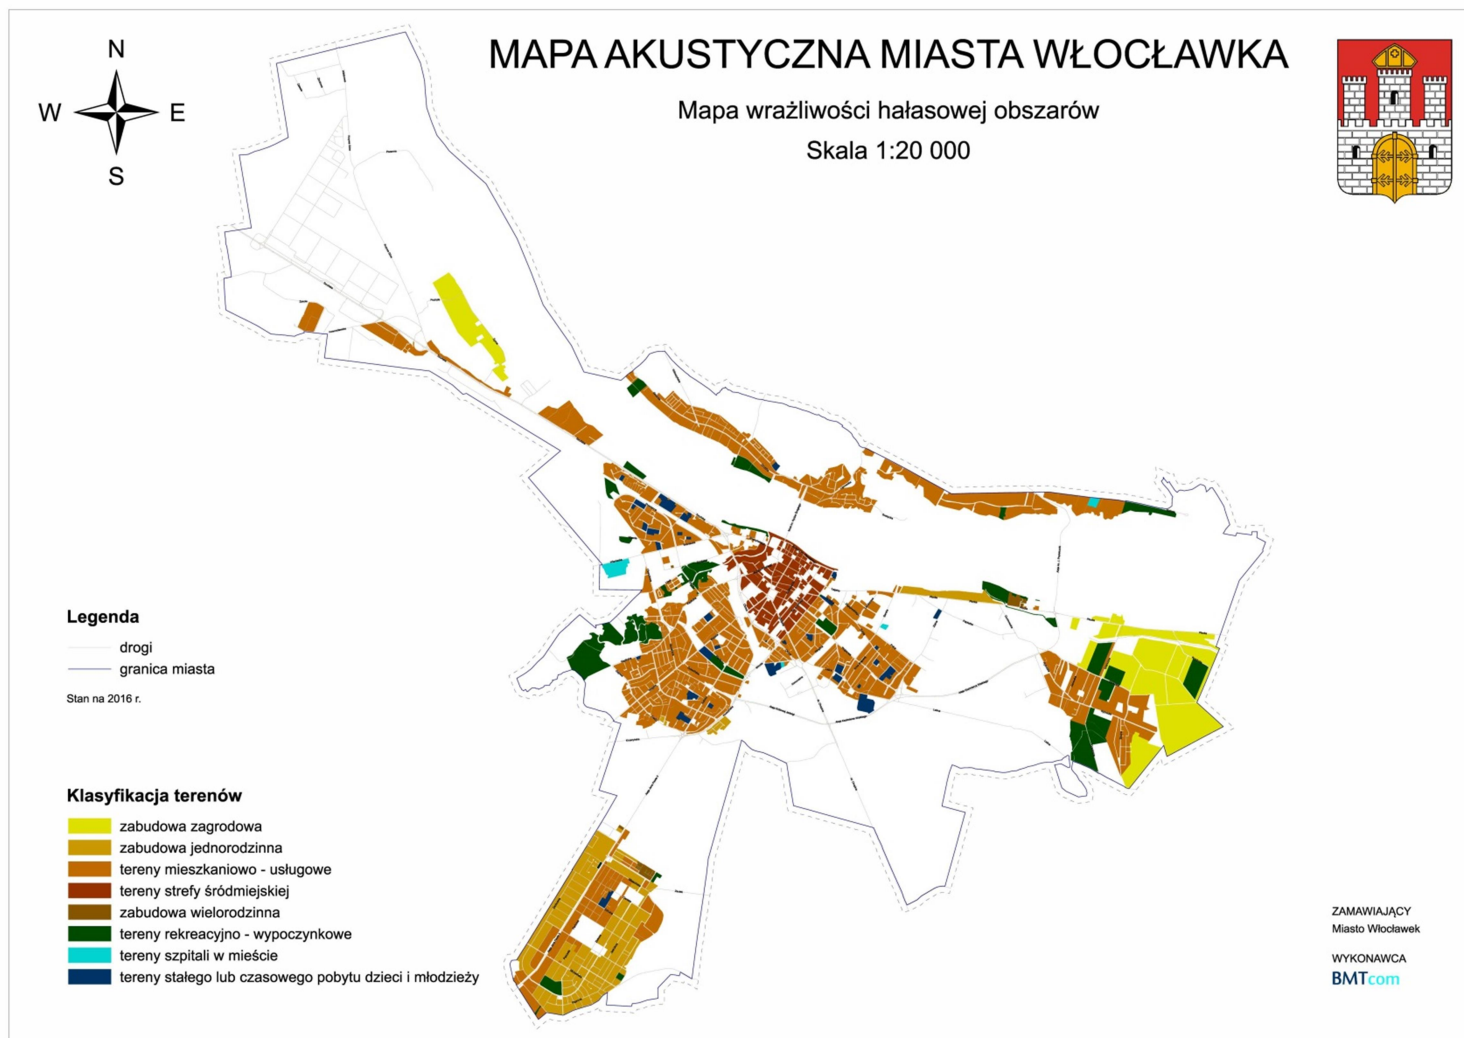 MAPA AKUSTYCZNA MIASTA WŁOCŁAWKA
Mapa wrażliwości hałasowej obszarów
Skala 1:20 000
N
W
E
S
Legenda
drogi
granica miasta
Stan na 2016 r.
Klasyfikacja terenów
zabudowa zagrodowa
zabudowa jednorodzinna
tereny mieszkaniowo - usługowe
tereny strefy śródmiejskiej
zabudowa wielorodzinna
tereny rekreacyjno - wypoczynkowe
tereny szpitali w mieście
tereny stałego lub czasowego pobytu dzieci i młodzieży
ZAMAWIAJĄCY
Miasto Włocławek
WYKONAWCA
BMTcom